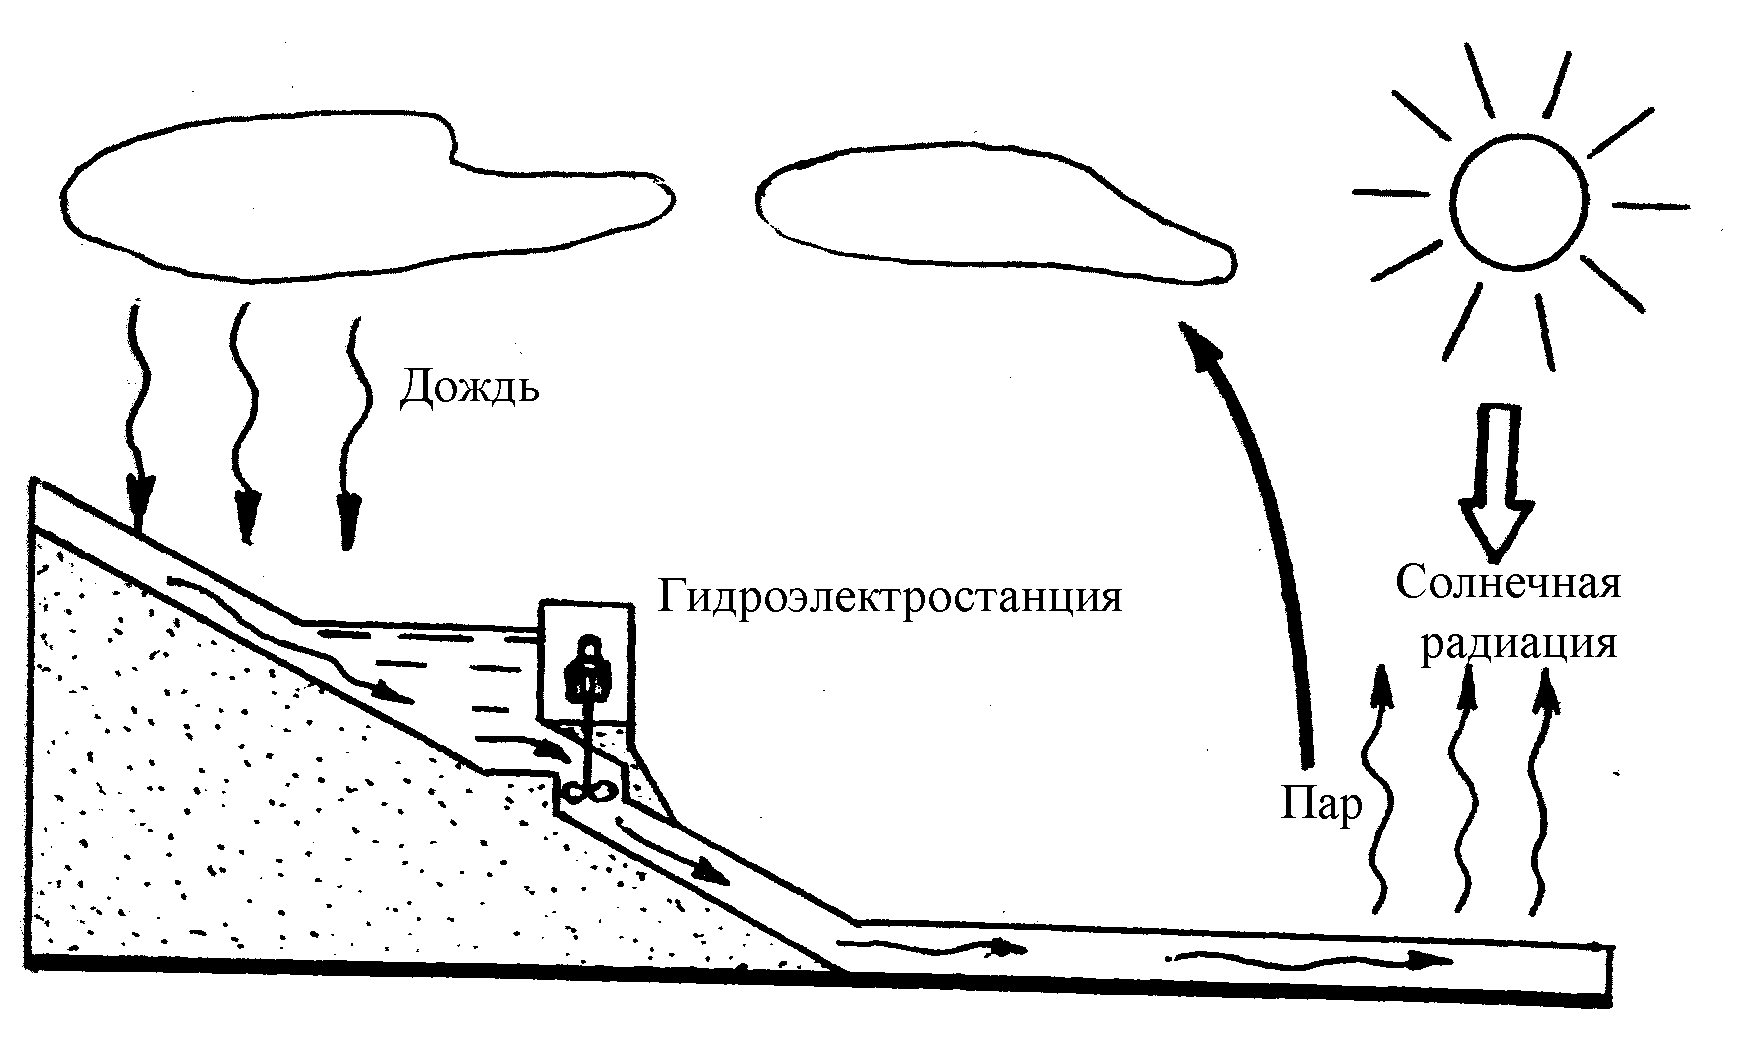 Дождь
Гидроэлектростанция
Солнечная
радиация
Пар